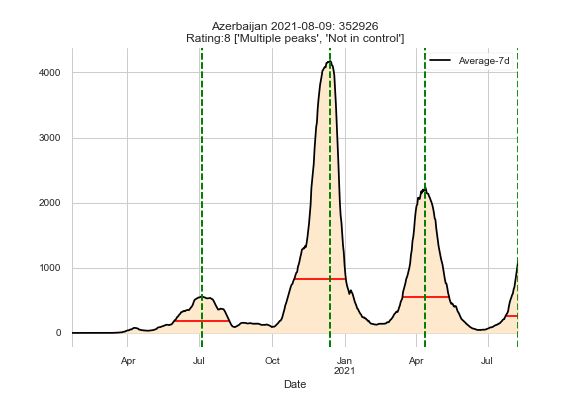 Azerbaijan 2021-08-09: 352926
Rating:8 ['Multiple peaks', 'Not in control']
Average-7d
4000
3000
2000
1000
0
Apr
Jul
Oct
Jan
2021
Apr
Jul
Date